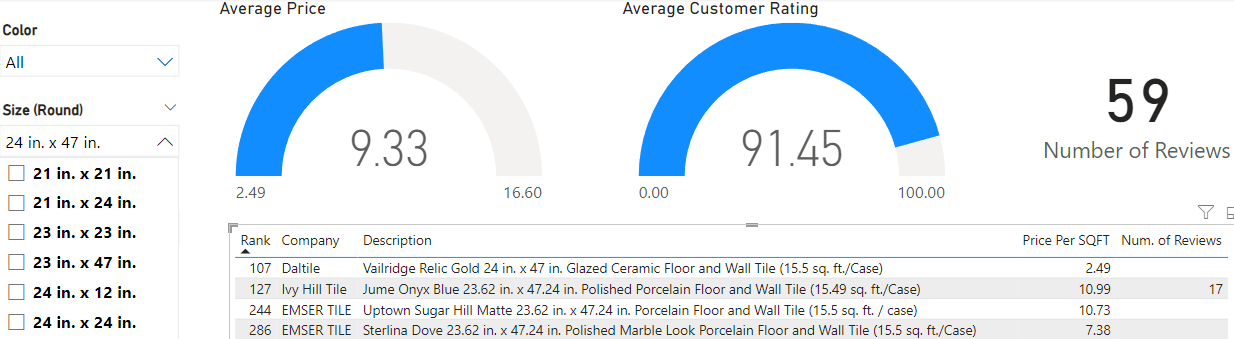 Average Price
Average Customer Rating
Color
All
Size (Round)
24 in. x 47 in.
21 in. x 21 in.
21 in. x 24 in.
23 in. x 23 in.
23 in. x 47 in.
24 in. x 12 in.
24 in. x 24 in.
9.33
2.49 16.60
91.45
0.00 100.00
59
Number of Reviews
Rank Company Description Price Per SQFT Num. of Reviews
107 Daltile Vailridge Relic Gold 24 in. x 47 in. Glazed Ceramic Floor and Wall Tile (15.5 sq. ft./Case) 2.49
127 Ivy Hill Tile Jume Onyx Blue 23.62 in. x 47.24 in. Polished Porcelain Floor and Wall Tile (15.49 sq. ft./Case) 10.99 17
244 EMSER TILE Uptown Sugar Hill Matte 23.62 in. x 47.24 in. Porcelain Floor and Wall Tile (15.5 sq. ft. / case) 10.73
286 EMSER TILE Sterlina Dove 23.62 in. x 47.24 in. Polished Marble Look Porcelain Floor and Wall Tile (15.5 sq. ft./Case) 7.38